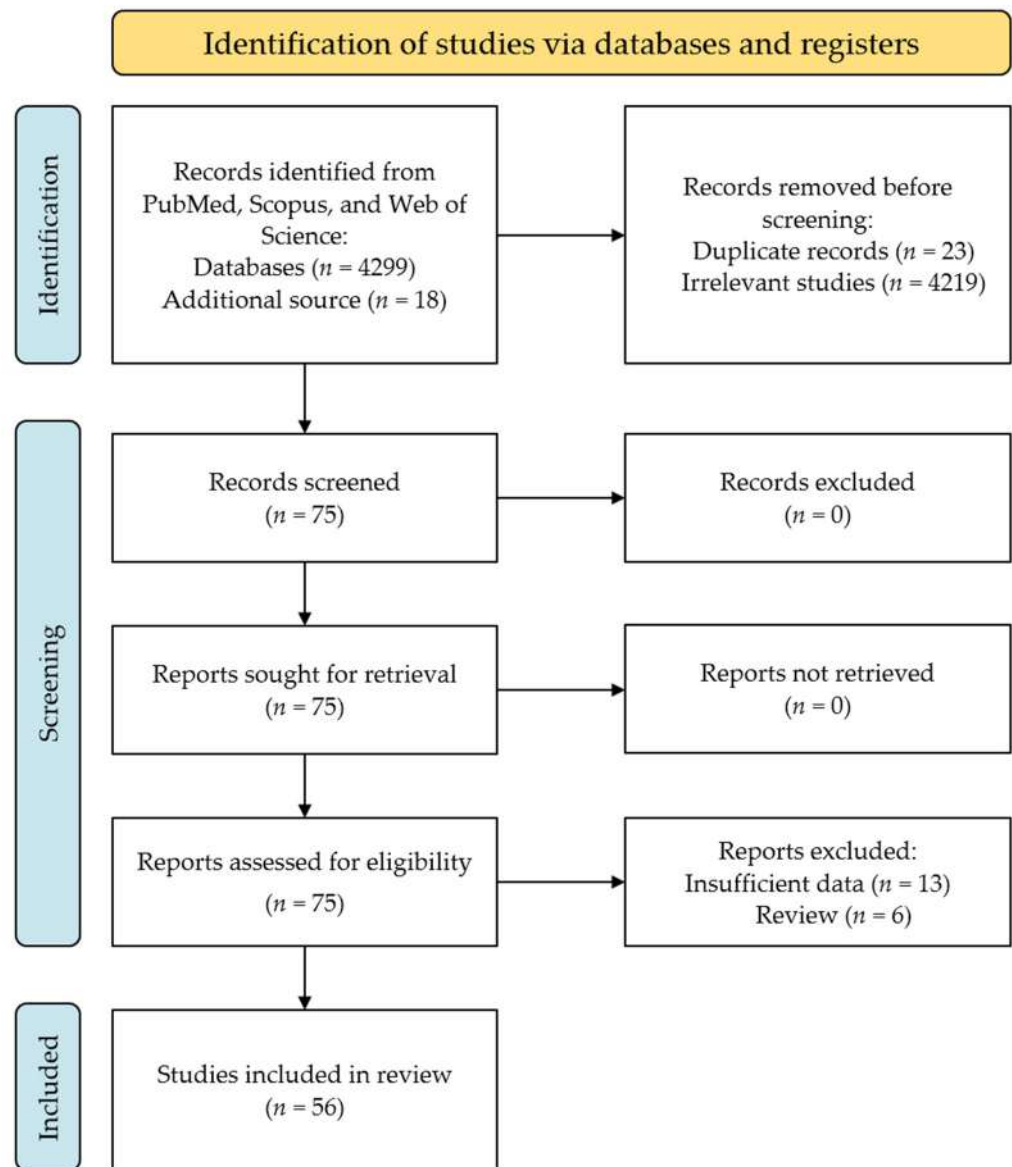 Identification of studies via databases and registers
Identification
Records identified from
PubMed, Scopus, and Web of
Science:
Databases (n = 4299)
Additional source (n = 18)
Records removed before
screening:
Duplicate records (n = 23)
Irrelevant studies (n = 4219)
Screening
Records screened
(n = 75)
Records excluded
(n = 0)
Reports sought for retrieval
(n = 75)
Reports not retrieved
(n = 0)
Reports assessed for eligibility
(n = 75)
Reports excluded:
Insufficient data (n = 13)
Review (n = 6)
Included
Studies included in review
(n = 56)